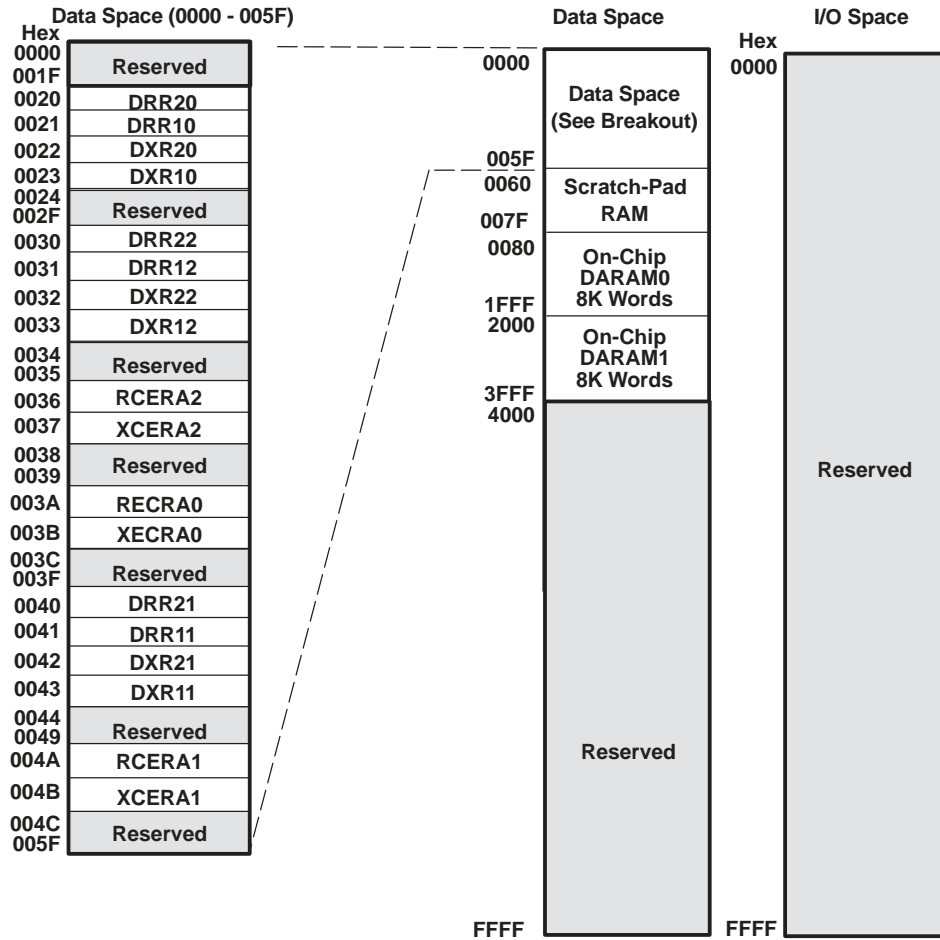 Data Space (0000 - 005F)
Hex
0000
001F
Reserved
0020
DRR20
0021
DRR10
0022
DXR20
0023
DXR10
0024
002F
Reserved
0030
DRR22
0031
DRR12
0032
DXR22
0033
DXR12
0034
0035
Reserved
0036
RCERA2
0037
XCERA2
0038
0039
Reserved
003A
RECRA0
003B
XECRA0
003C
003F
Reserved
0040
DRR21
0041
DRR11
0042
DXR21
0043
DXR11
0044
0049
Reserved
004A
RCERA1
004B
XCERA1
004C
005F
Reserved
Data Space
0000
Data Space
(See Breakout)
005F
0060
Scratch-Pad
RAM
007F
0080
On-Chip
DARAM0
8K Words
1FFF
2000
On-Chip
DARAM1
8K Words
3FFF
4000
Reserved
FFFF
I/O Space
Hex
0000
Reserved
FFFF